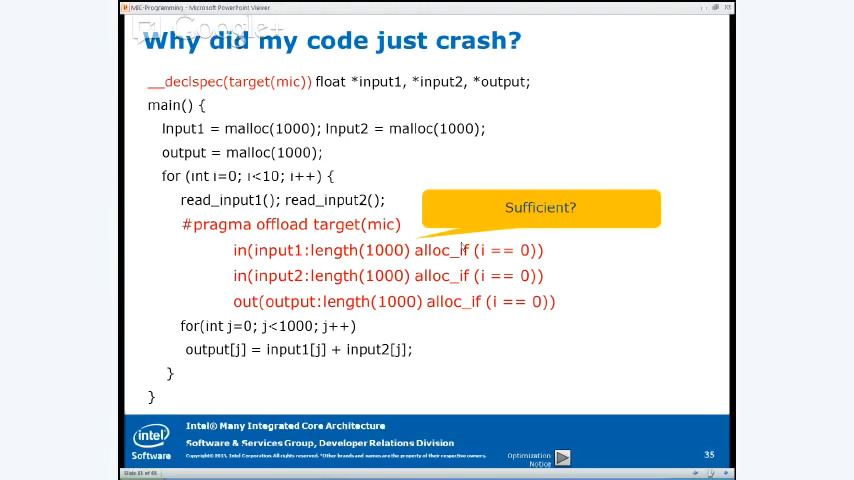 MIC-Programming - Microsoft PowerPoint Viewer
Google+
Why did my code just crash?
__declspec(target(mic)) float *input1, *input2, *output;
main() {
Input1 = malloc(1000); Input2 = malloc(1000);
output = malloc(1000);
for (int i=0; i<10; i++) {
read_input1(); read_input2();
Sufficient?
#pragma offload target(mic)
in(input1:length(1000) alloc_if (i == 0))
in(input2:length(1000) alloc_if (i == 0))
out(output:length(1000) alloc_if (i == 0))
for(int j=0; j<1000; j++)
output[j] = input1[j] + input2[j];
}
}
intel
Software
Intel® Many Integrated Core Architecture
Software & Services Group, Developer Relations Division
Intel Corporation. All rights reserved. *Other brands and names are the property of their respective owners.
Optimization
Notice
35